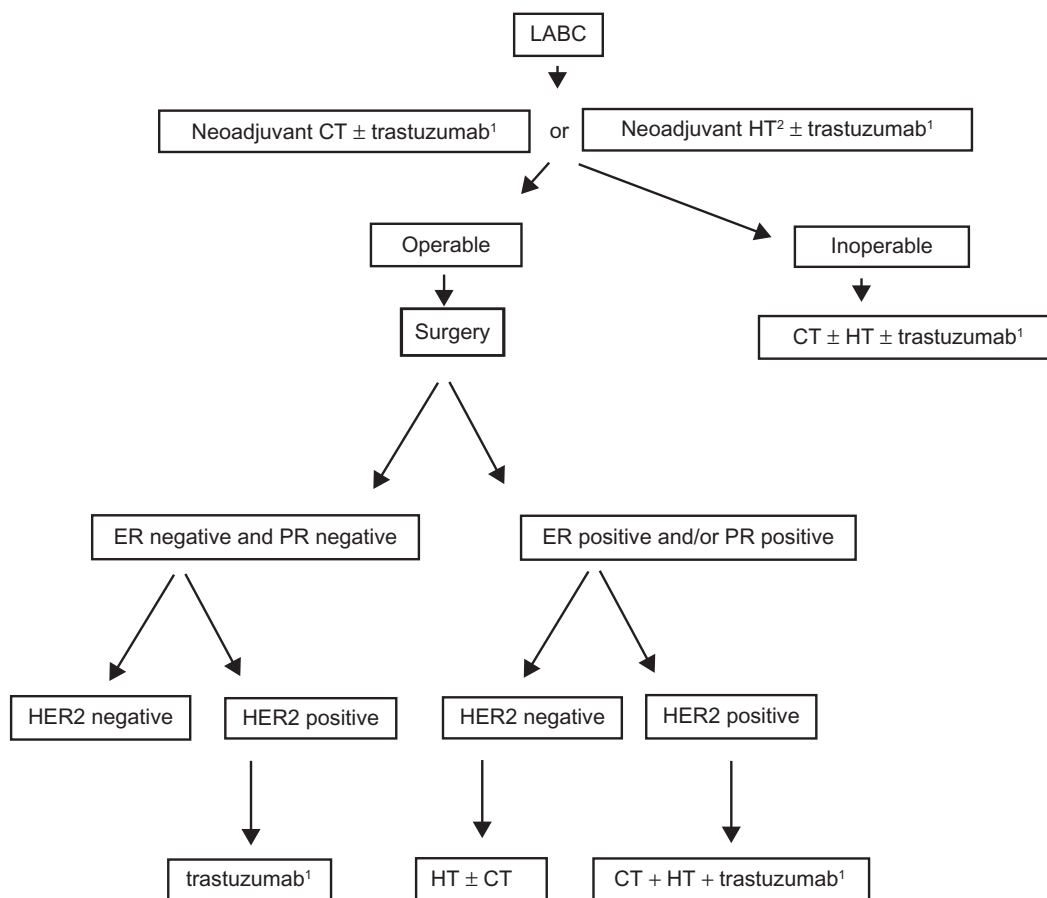 LABC
Neoadjuvant CT ± trastuzumab¹
or
Neoadjuvant HT² ± trastuzumab¹
Operable
Inoperable
Surgery
CT ± HT ± trastuzumab¹
ER negative and PR negative
ER positive and/or PR positive
HER2 negative
HER2 positive
HER2 negative
HER2 positive
trastuzumab¹
HT ± CT
CT + HT + trastuzumab¹